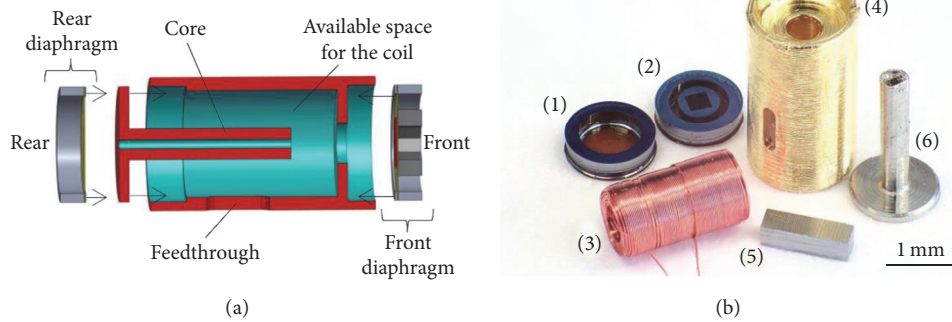 Rear
diaphragm
Core
Available space
for the coil
Rear
Front
Feedthrough
Front
diaphragm
(a)
(1)
(2)
(3)
(4)
(5)
(6)
1 mm
(b)